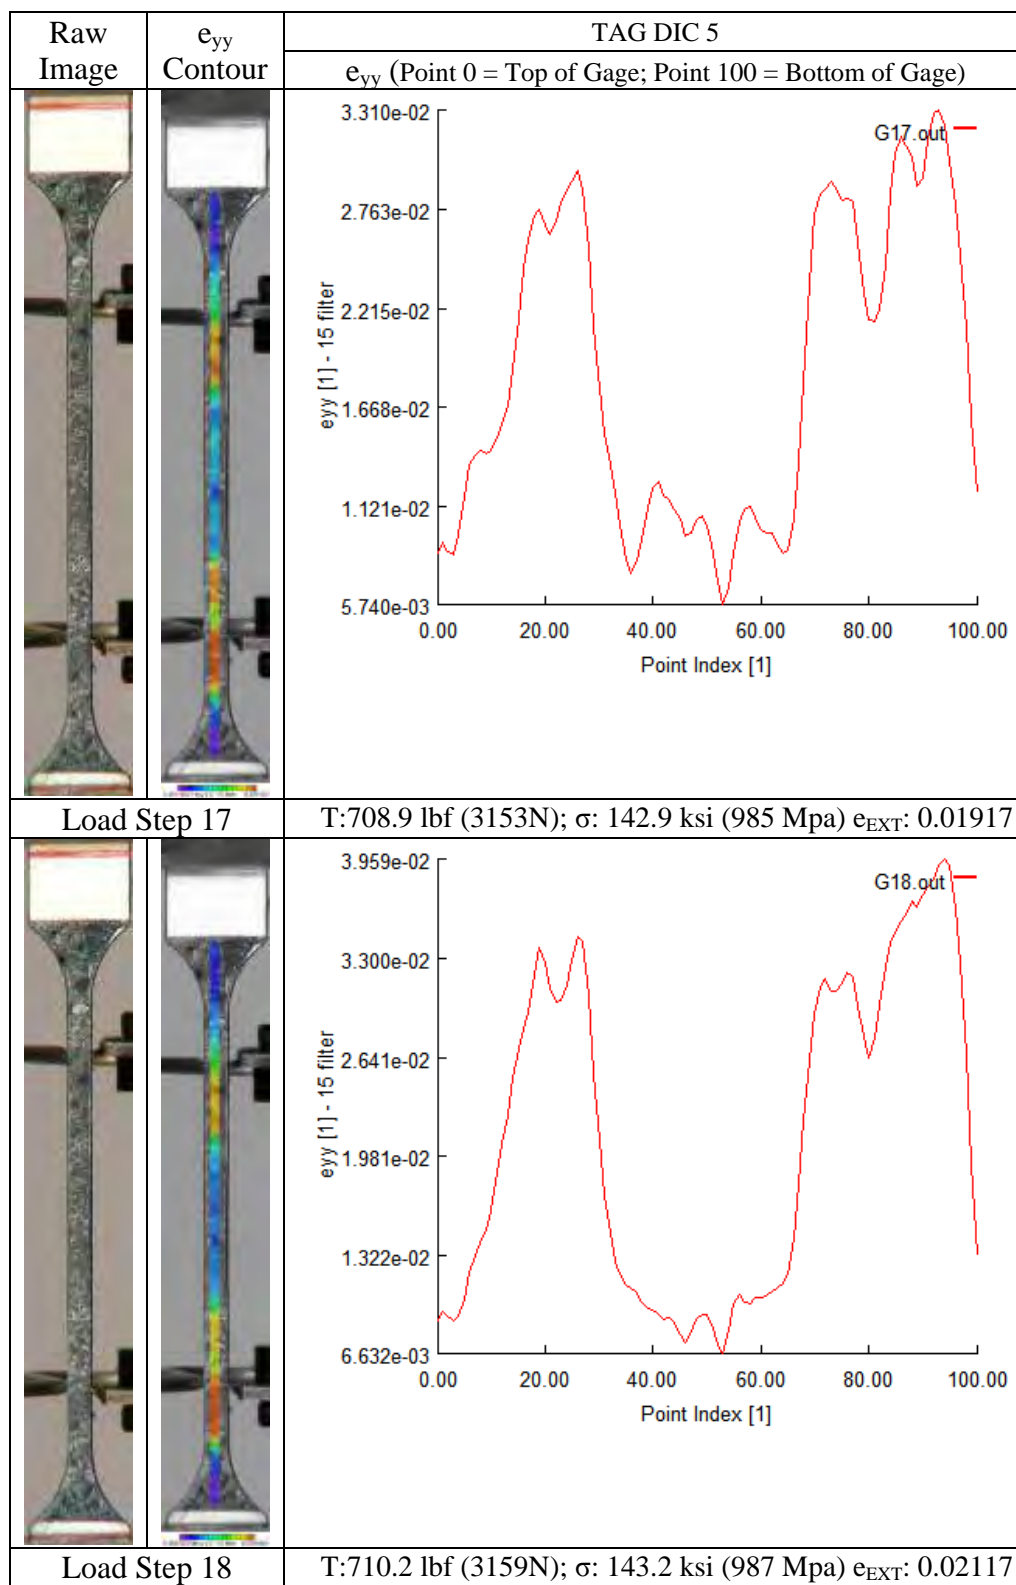 Raw Image
e_yy Contour
TAG DIC 5
e_yy (Point 0 = Top of Gage; Point 100 = Bottom of Gage)
3.310e-02
G17.out
2.763e-02
2.215e-02
1.668e-02
1.121e-02
5.740e-03
eyy [1] - 15 filter
0.00 20.00 40.00 60.00 80.00 100.00
Point Index [1]
Load Step 17
T:708.9 lbf (3153N); σ: 142.9 ksi (985 Mpa) e_EXT: 0.01917
3.959e-02
G18.out
3.300e-02
2.641e-02
1.981e-02
1.322e-02
6.632e-03
eyy [1] - 15 filter
0.00 20.00 40.00 60.00 80.00 100.00
Point Index [1]
Load Step 18
T:710.2 lbf (3159N); σ: 143.2 ksi (987 Mpa) e_EXT: 0.02117